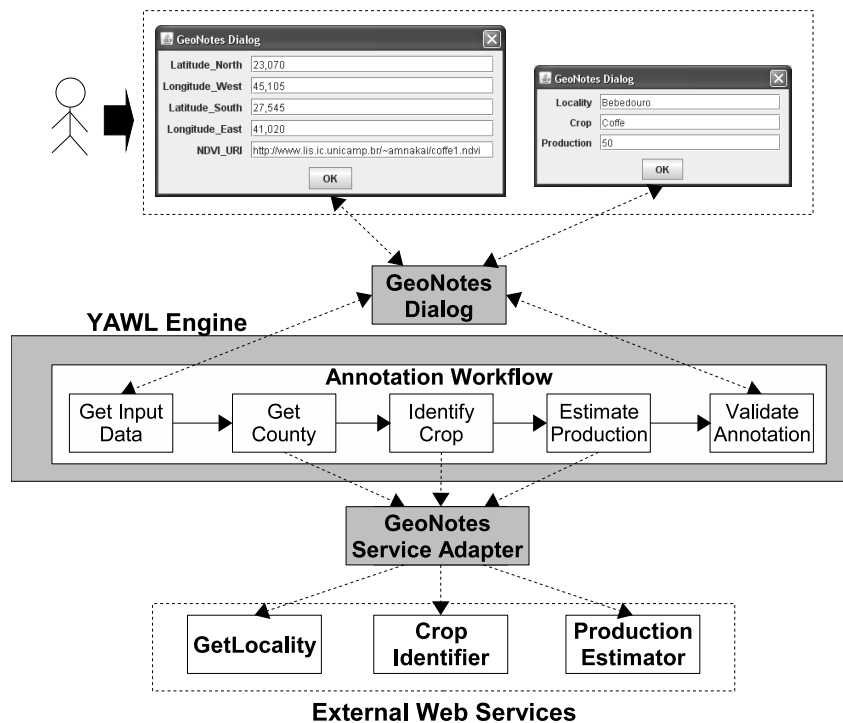 GeoNotes Dialog
Latitude_North 23,070
Longitude_West 45,105
Latitude_South 27,545
Longitude_East 41,020
NDVI_URI http://www.lis.ic.unicamp.br/~amnakai/coffe1.ndvi
OK
GeoNotes Dialog
Locality Bebedouro
Crop Coffe
Production 50
OK
GeoNotes
Dialog
YAWL Engine
Annotation Workflow
Get Input
Data
Get
County
Identify
Crop
Estimate
Production
Validate
Annotation
GeoNotes
Service Adapter
GetLocality
Crop
Identifier
Production
Estimator
External Web Services